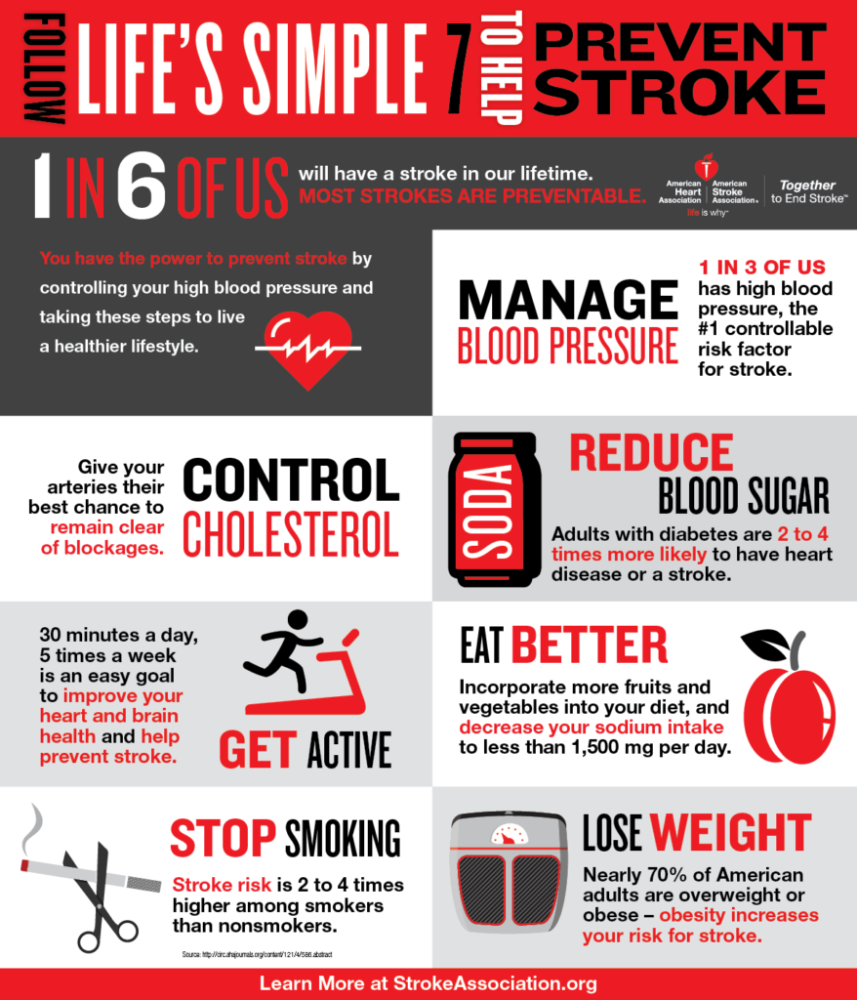 FOLLOW
LIFE'S SIMPLE 7
TO HELP
PREVENT
STROKE
1 IN 6 OF US
will have a stroke in our lifetime.
MOST STROKES ARE PREVENTABLE.
American
Heart
Association
American
Stroke
Association®
life is why™
Together
to End Stroke™
You have the power to prevent stroke by
controlling your high blood pressure and
taking these steps to live
a healthier lifestyle.
MANAGE
BLOOD PRESSURE
1 IN 3 OF US
has high blood
pressure, the
#1 controllable
risk factor
for stroke.
Give your
arteries their
best chance to
remain clear
of blockages.
CONTROL
CHOLESTEROL
SODA
REDUCE
BLOOD SUGAR
Adults with diabetes are 2 to 4
times more likely to have heart
disease or a stroke.
30 minutes a day,
5 times a week
is an easy goal
to improve your
heart and brain
health and help
prevent stroke.
GET ACTIVE
EAT BETTER
Incorporate more fruits and
vegetables into your diet, and
decrease your sodium intake
to less than 1,500 mg per day.
STOP SMOKING
Stroke risk is 2 to 4 times
higher among smokers
than nonsmokers.
Source: http://circ.ahajournals.org/content/121/4/586.abstract
LOSE WEIGHT
Nearly 70% of American
adults are overweight or
obese – obesity increases
your risk for stroke.
Learn More at StrokeAssociation.org